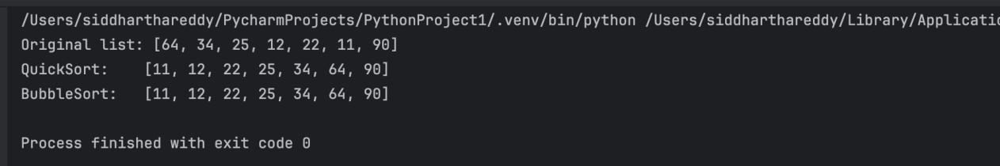 /Users/siddharthareddy/PycharmProjects/PythonProject1/.venv/bin/python /Users/siddharthareddy/Library/Applicatio
Original list: [64, 34, 25, 12, 22, 11, 90]
QuickSort:    [11, 12, 22, 25, 34, 64, 90]
BubbleSort:   [11, 12, 22, 25, 34, 64, 90]
Process finished with exit code 0